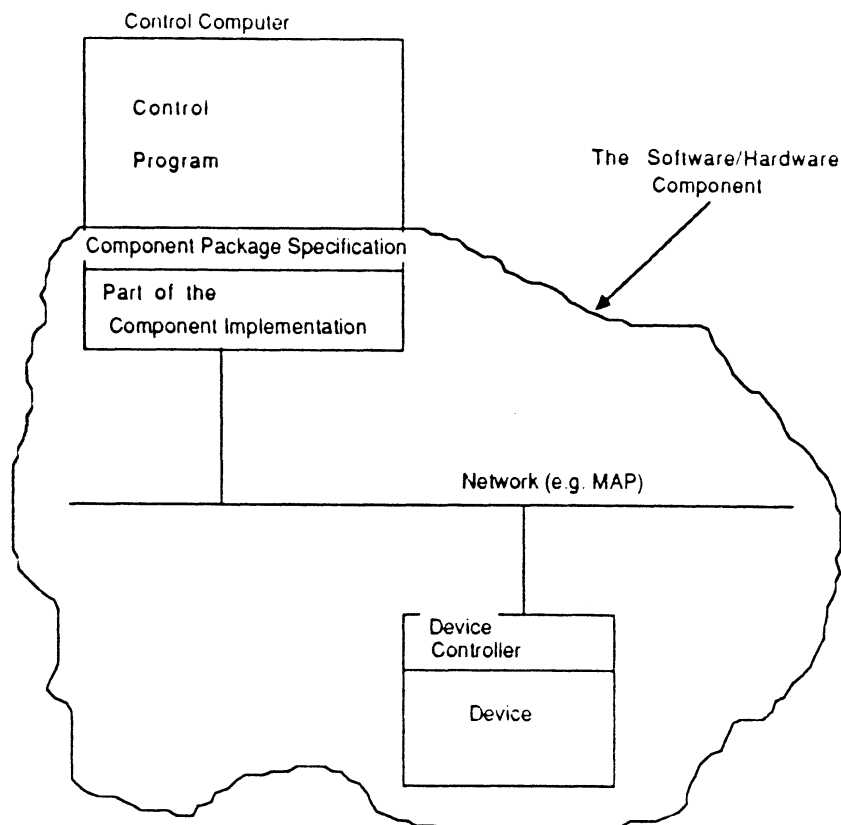 Control Computer
Control
Program
The Software/Hardware
Component
Component Package Specification
Part of the
Component Implementation
Network (e.g. MAP)
Device
Controller
Device